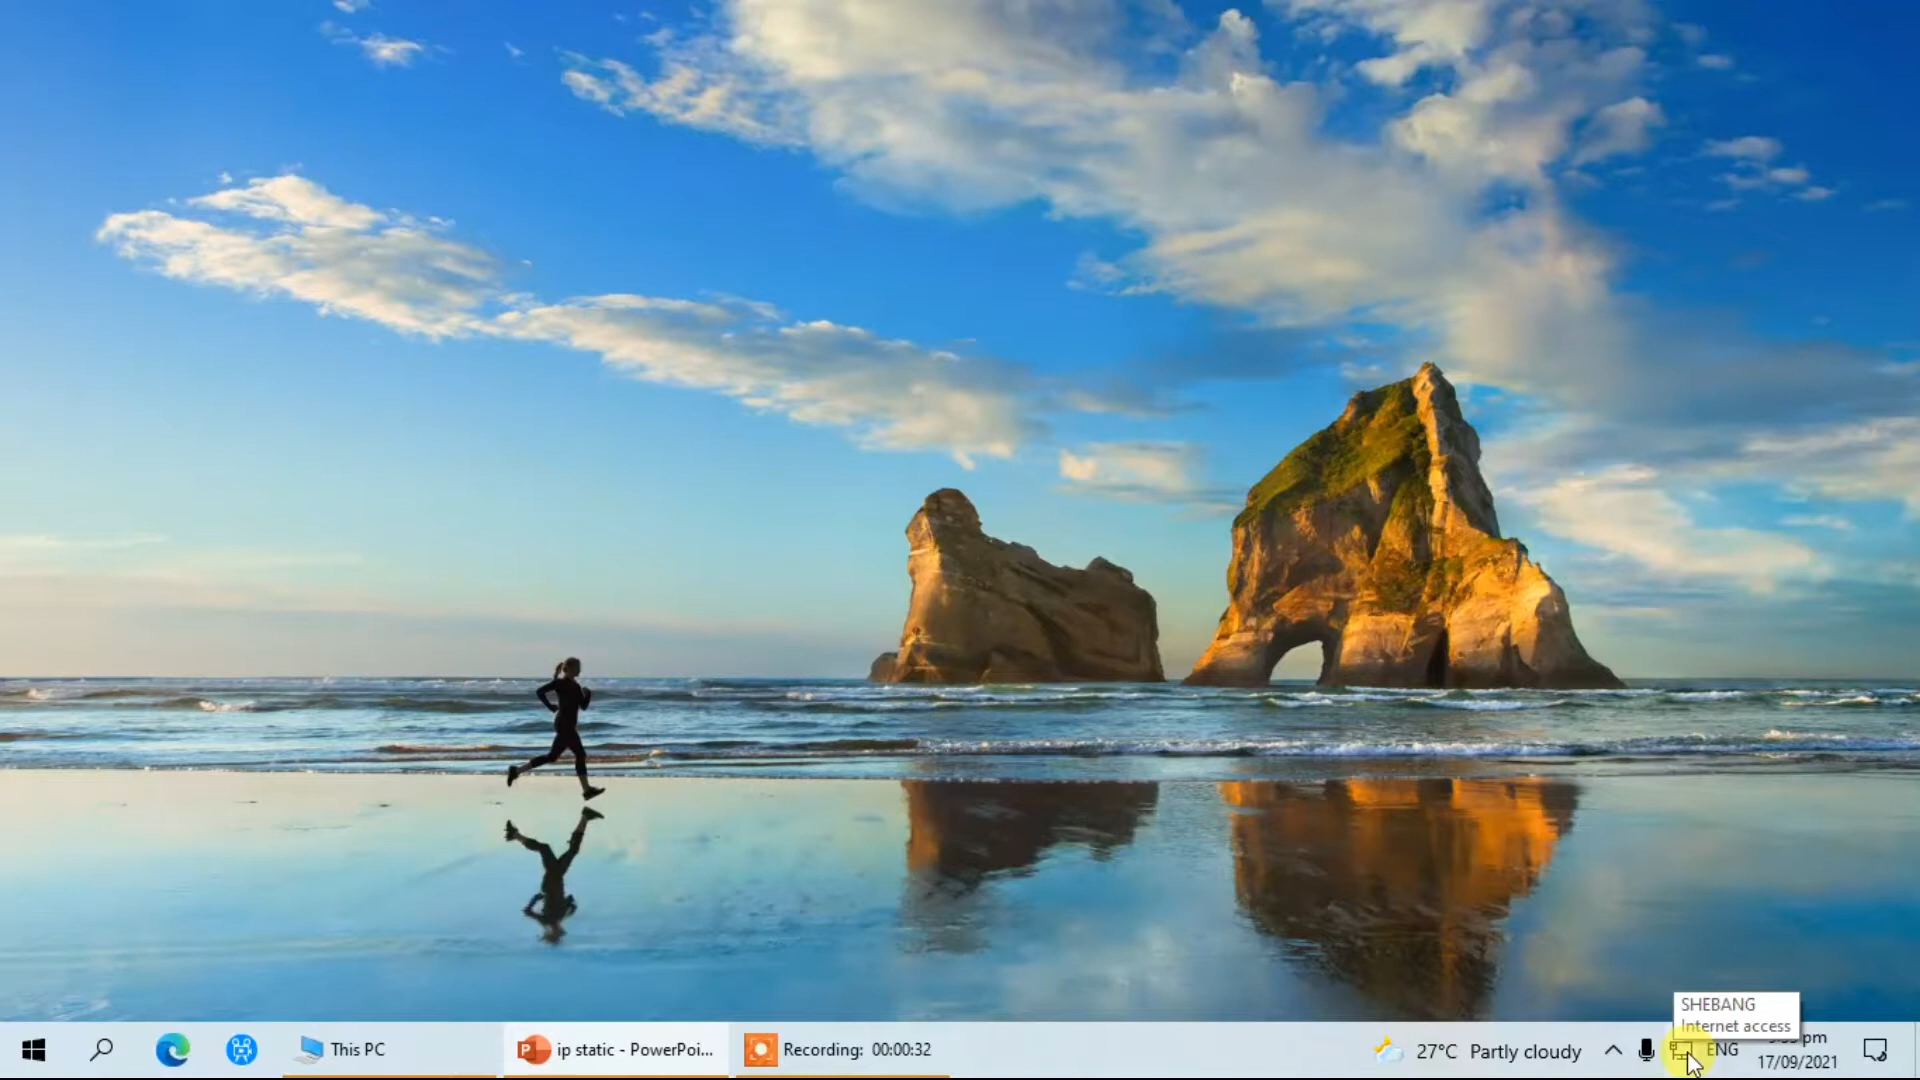 SHEBANG
Internet access
This PC
ip static - PowerPoi...
Recording: 00:00:32
27°C Partly cloudy
ENG
pm
17/09/2021